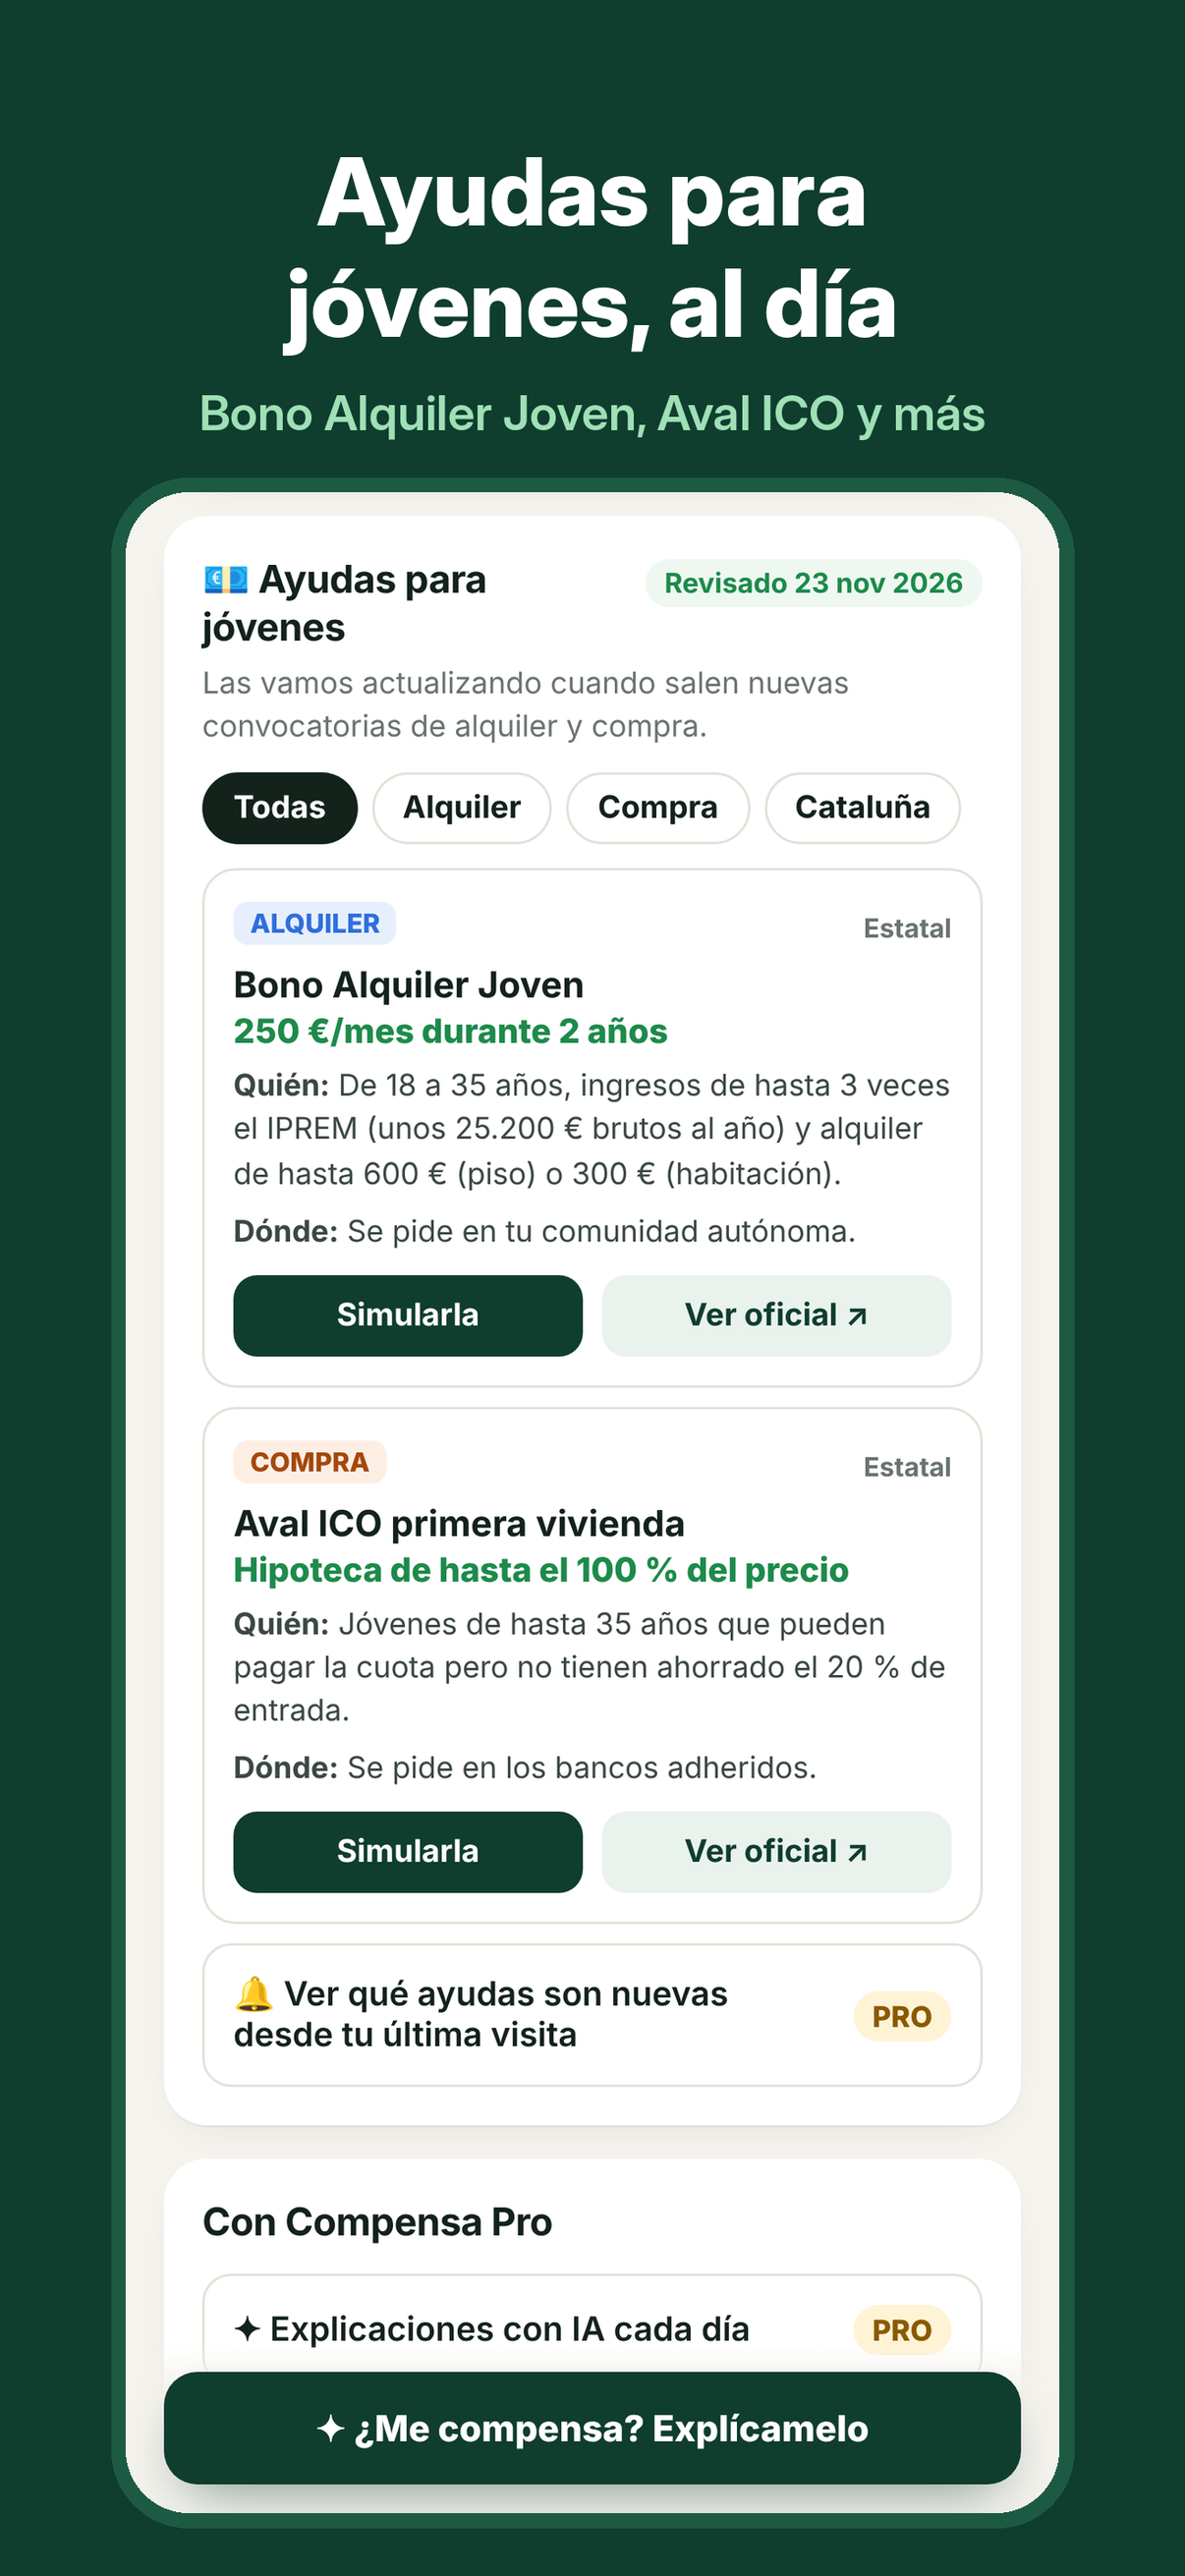 Ayudas para
jóvenes, al día
Bono Alquiler Joven, Aval ICO y más
💶 Ayudas para
jóvenes
Revisado 23 nov 2026
Las vamos actualizando cuando salen nuevas
convocatorias de alquiler y compra.
Todas
Alquiler
Compra
Cataluña
ALQUILER
Estatal
Bono Alquiler Joven
250 €/mes durante 2 años
Quién: De 18 a 35 años, ingresos de hasta 3 veces
el IPREM (unos 25.200 € brutos al año) y alquiler
de hasta 600 € (piso) o 300 € (habitación).
Dónde: Se pide en tu comunidad autónoma.
Simularla
Ver oficial ↗
COMPRA
Estatal
Aval ICO primera vivienda
Hipoteca de hasta el 100 % del precio
Quién: Jóvenes de hasta 35 años que pueden
pagar la cuota pero no tienen ahorrado el 20 % de
entrada.
Dónde: Se pide en los bancos adheridos.
Simularla
Ver oficial ↗
🔔 Ver qué ayudas son nuevas
desde tu última visita
PRO
Con Compensa Pro
✦ Explicaciones con IA cada día
PRO
✦ ¿Me compensa? Explícamelo